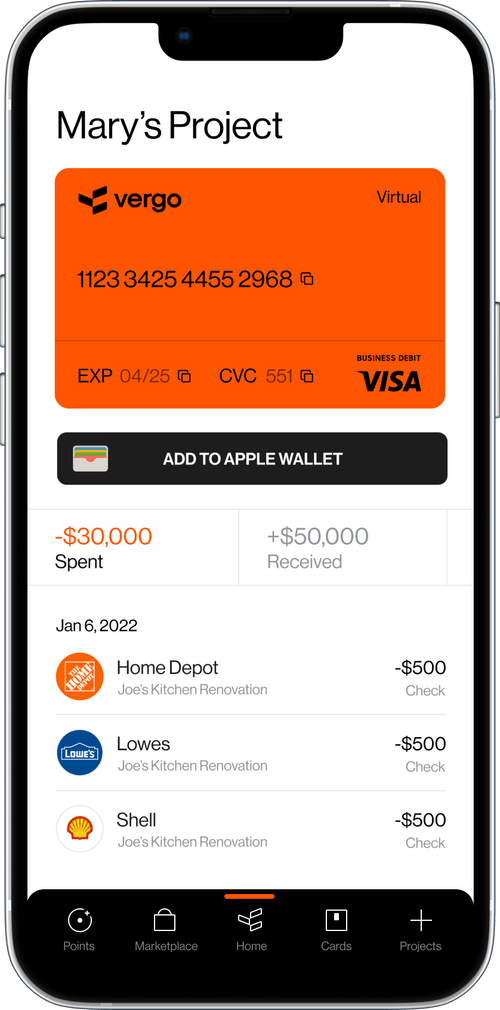 Mary's Project
vergo
Virtual
1123 3425 4455 2968
EXP 04/25 CVC 551
BUSINESS DEBIT
VISA
ADD TO APPLE WALLET
-$30,000
Spent
+$50,000
Received
Jan 6, 2022
THE HOME DEPOT
Home Depot
Joe's Kitchen Renovation
-$500
Check
LOWE'S
Lowes
Joe's Kitchen Renovation
-$500
Check
Shell
Joe's Kitchen Renovation
-$500
Check
Points
Marketplace
Home
Cards
Projects